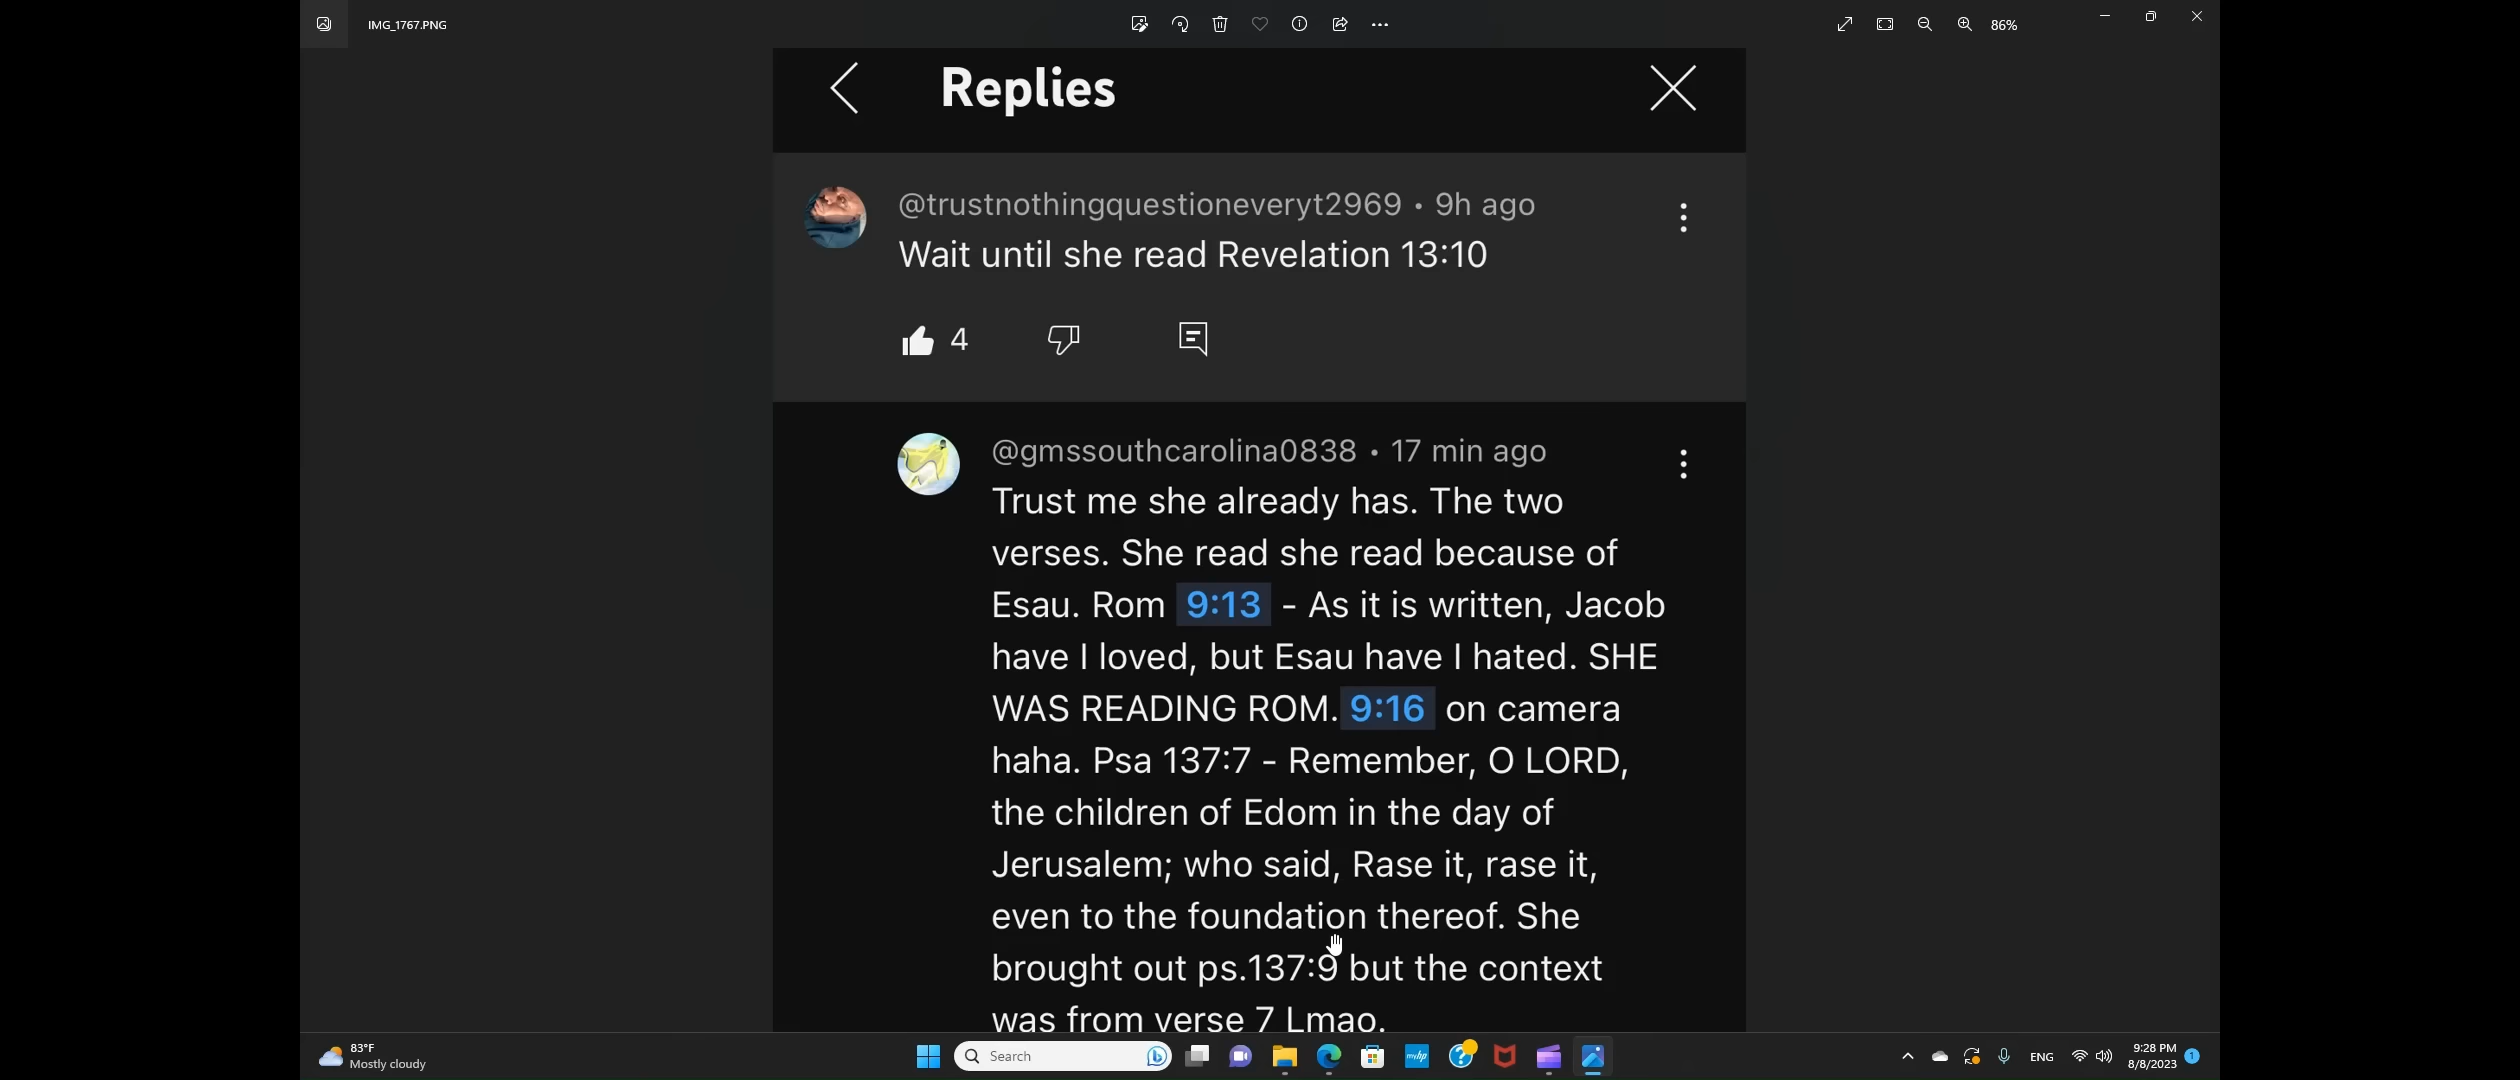 IMG_1767.PNG
86%
Replies
@trustnothingquestioneveryt2969 • 9h ago
Wait until she read Revelation 13:10
4
@gmssouthcarolina0838 • 17 min ago
Trust me she already has. The two
verses. She read she read because of
Esau. Rom 9:13 - As it is written, Jacob
have I loved, but Esau have I hated. SHE
WAS READING ROM. 9:16 on camera
haha. Psa 137:7 - Remember, O LORD,
the children of Edom in the day of
Jerusalem; who said, Rase it, rase it,
even to the foundation thereof. She
brought out ps.137:9 but the context
was from verse 7 Lmao.
83°F
Mostly cloudy
Search
myhp
ENG
9:28 PM
8/8/2023
1